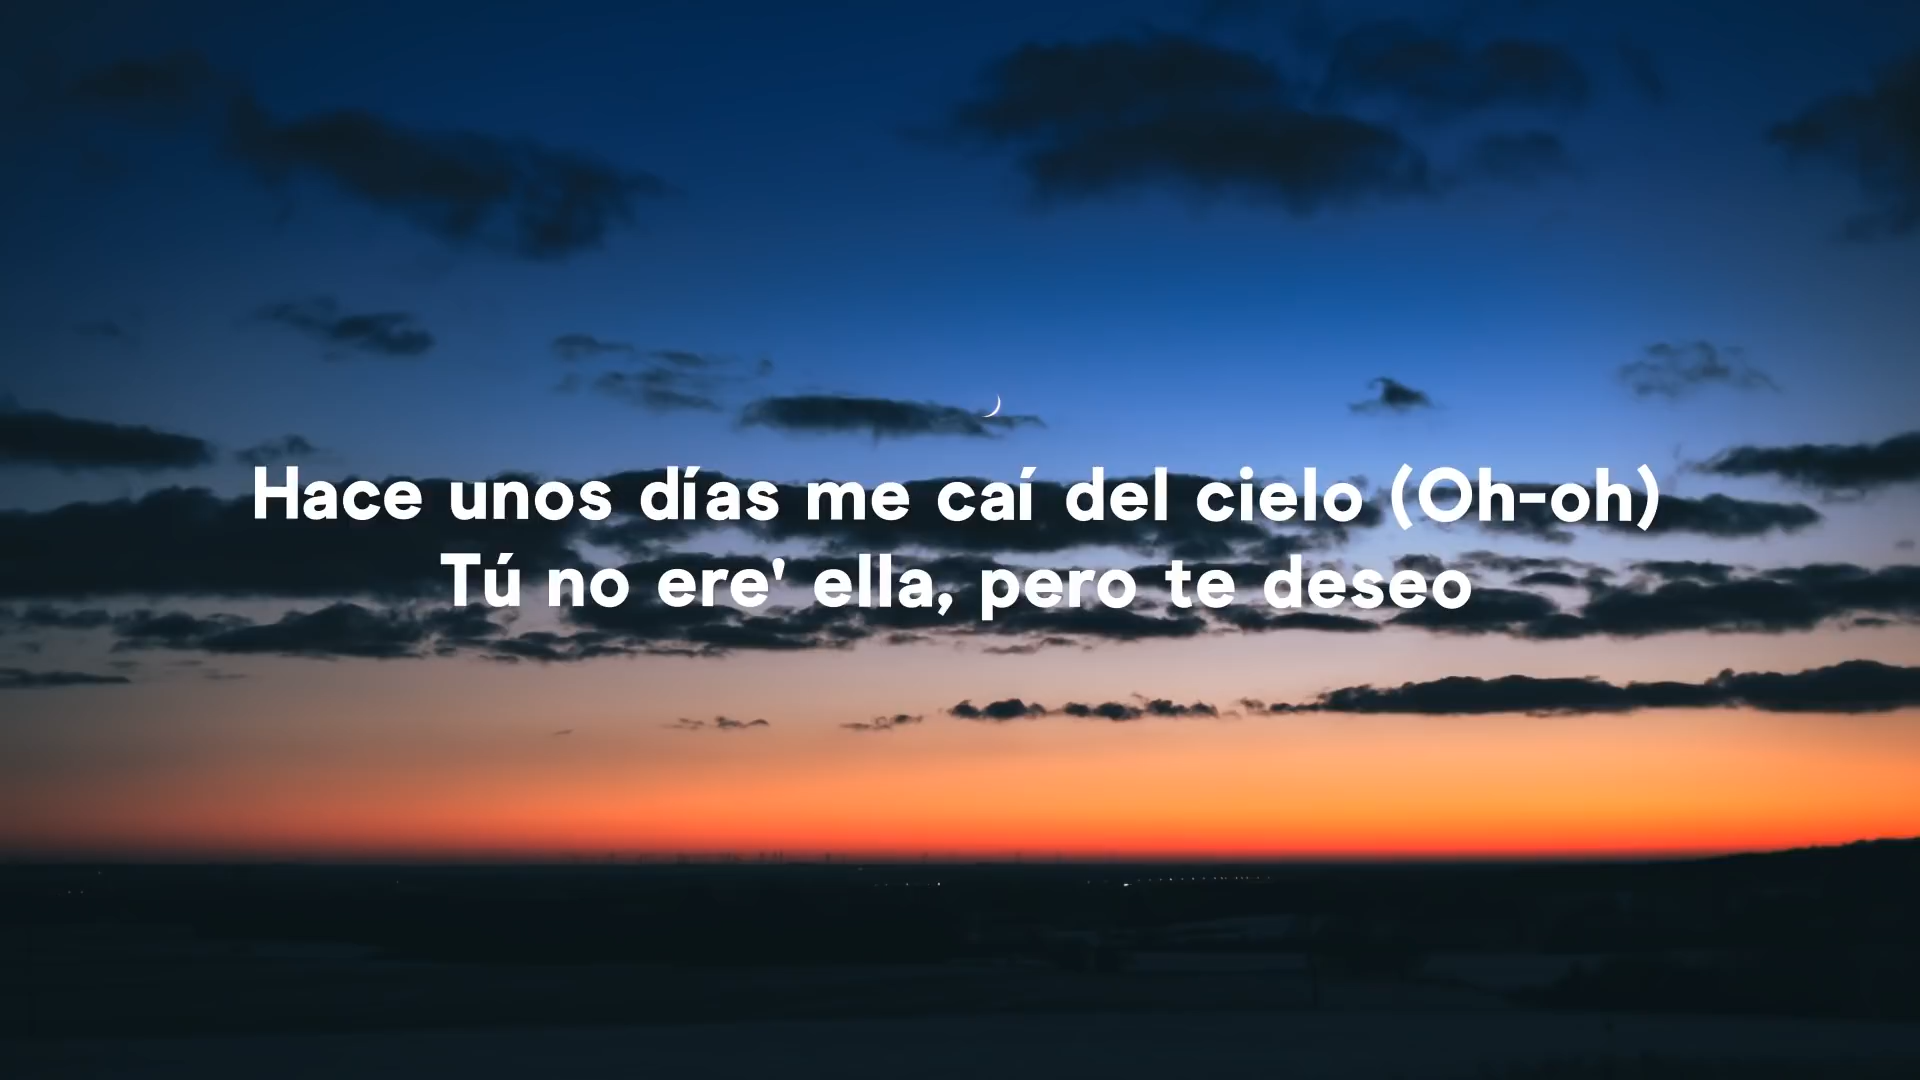 Hace unos días me caí del cielo (Oh-oh)
Tú no ere' ella, pero te deseo